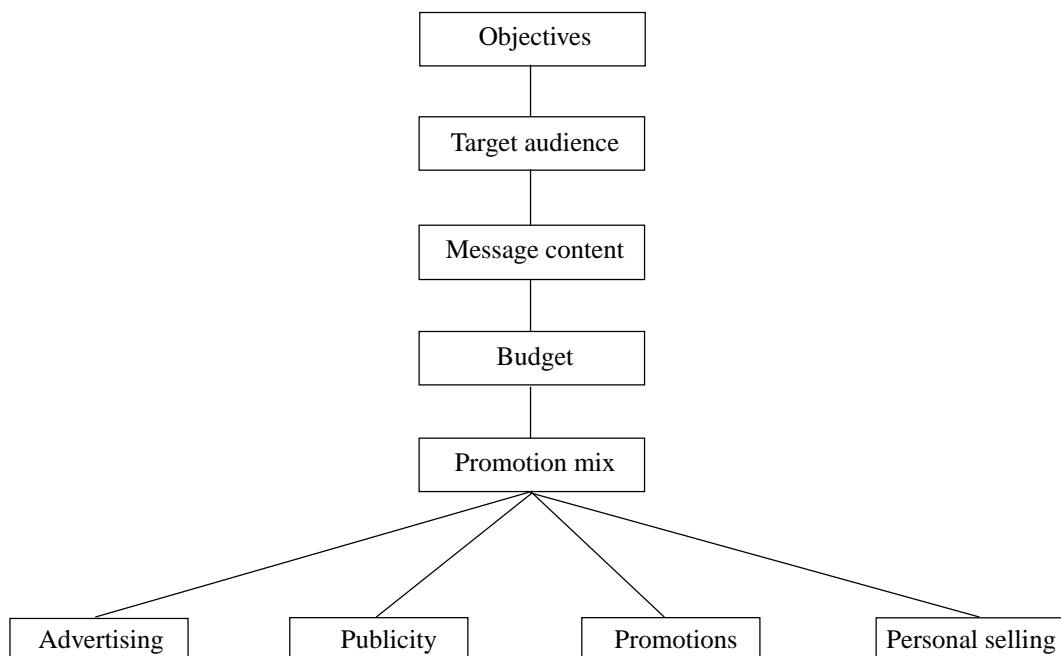 Objectives
Target audience
Message content
Budget
Promotion mix
Advertising
Publicity
Promotions
Personal selling